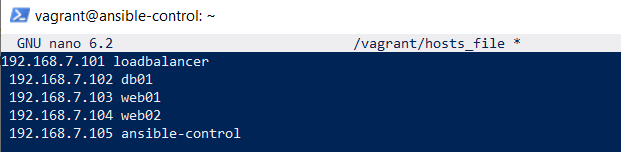 vagrant@ansible-control: ~
GNU nano 6.2 /vagrant/hosts_file *
192.168.7.101 loadbalancer
192.168.7.102 db01
192.168.7.103 web01
192.168.7.104 web02
192.168.7.105 ansible-control